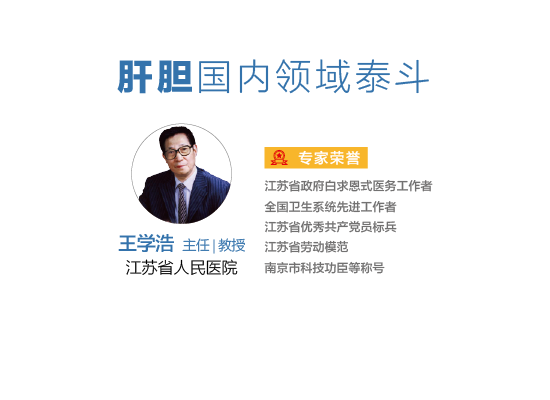 肝胆国内领域泰斗
专家荣誉
江苏省政府白求恩式医务工作者
全国卫生系统先进工作者
江苏省优秀共产党员标兵
江苏省劳动模范
南京市科技功臣等称号
王学浩 主任|教授
江苏省人民医院